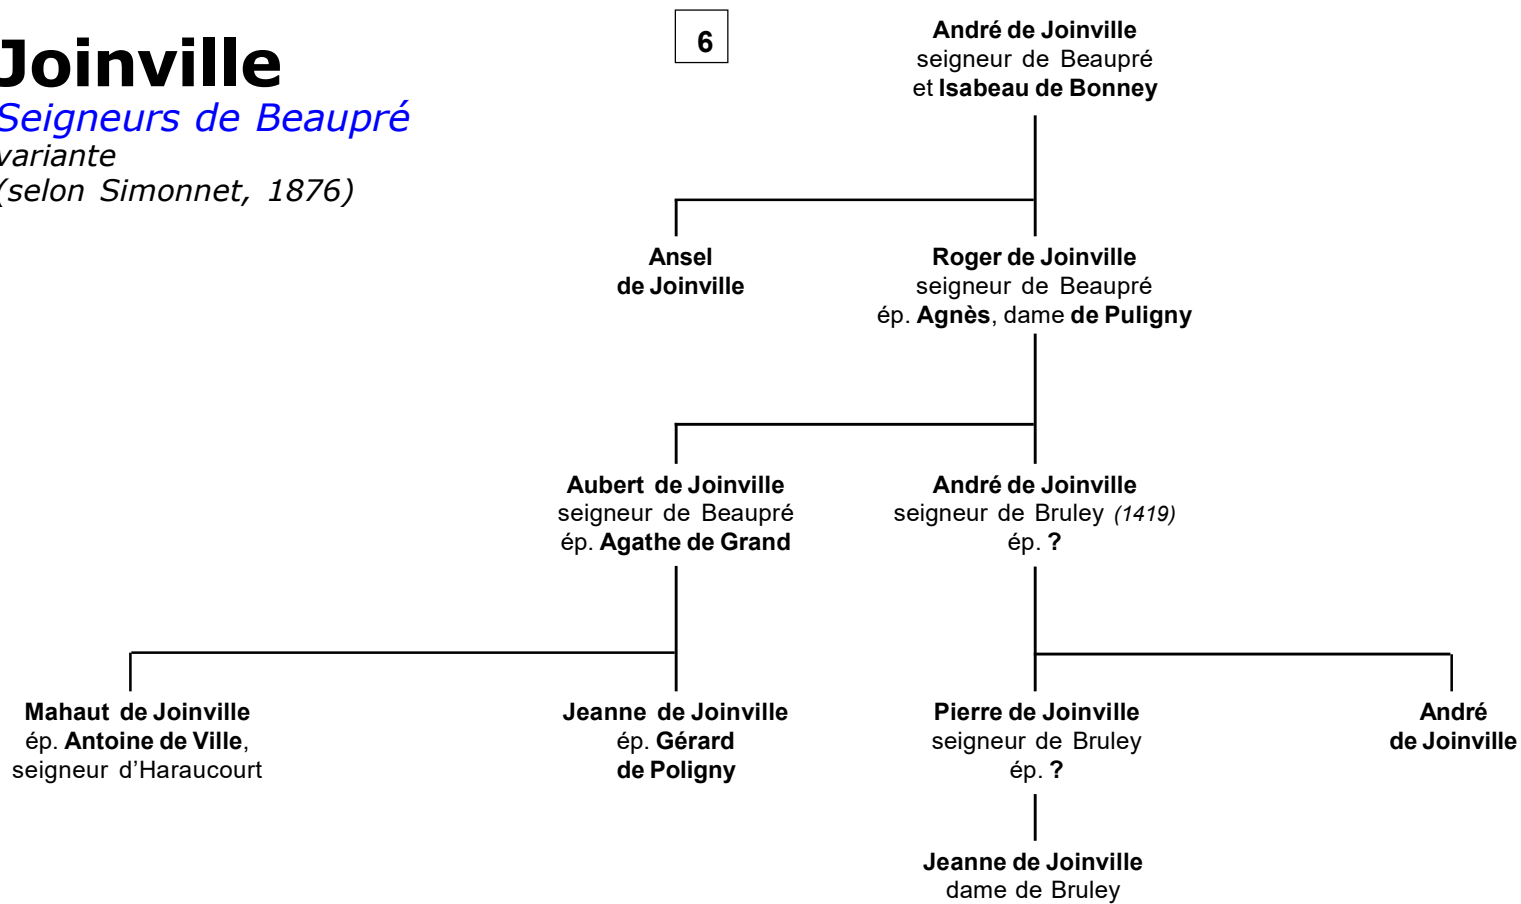 Joinville
Seigneurs de Beaupré
variante
(selon Simonnet, 1876)
6
André de Joinville
seigneur de Beaupré
et Isabeau de Bonney
Ansel
de Joinville
Roger de Joinville
seigneur de Beaupré
ép. Agnès, dame de Puligny
Aubert de Joinville
seigneur de Beaupré
ép. Agathe de Grand
André de Joinville
seigneur de Bruley (1419)
ép. ?
Mahaut de Joinville
ép. Antoine de Ville,
seigneur d'Haraucourt
Jeanne de Joinville
ép. Gérard
de Poligny
Pierre de Joinville
seigneur de Bruley
ép. ?
André
de Joinville
Jeanne de Joinville
dame de Bruley